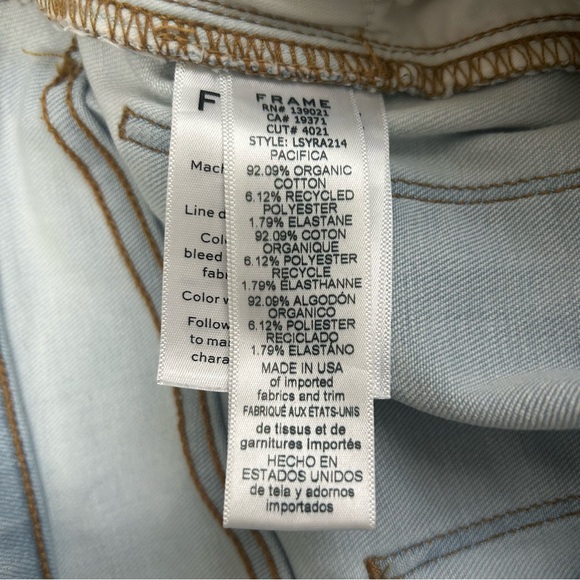 F
Mach
Line d
Col
bleed
fab
Color w
Follow
to ma
chara
FRAME
RN# 139021
CA# 19371
CUT# 4021
STYLE: LSYRA214
PACIFICA
92.09% ORGANIC
COTTON
6.12% RECYCLED
POLYESTER
1.79% ELASTANE
92.09% COTON
ORGANIQUE
6.12% POLYESTER
RECYCLE
1.79% ÉLASTHANNE
92.09% ALGODÓN
ORGANICO
6.12% POLIESTER
RECICLADO
1.79% ELASTANO
MADE IN USA
of imported
fabrics and trim
FABRIQUÉ AUX ÉTATS-UNIS
de tissus et de
garnitures importés
HECHO EN
ESTADOS UNIDOS
de tela y adornos
importados